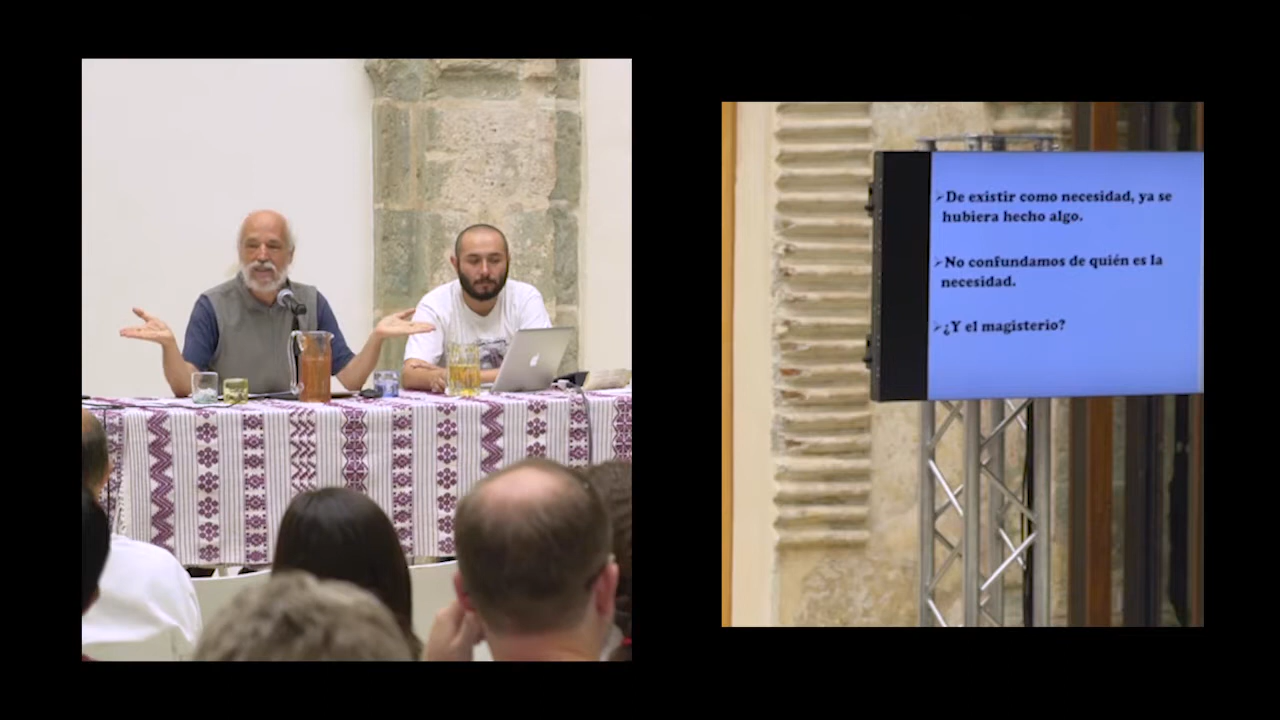 ➢De existir como necesidad, ya se
hubiera hecho algo.
➢No confundamos de quién es la
necesidad.
➢¿Y el magisterio?